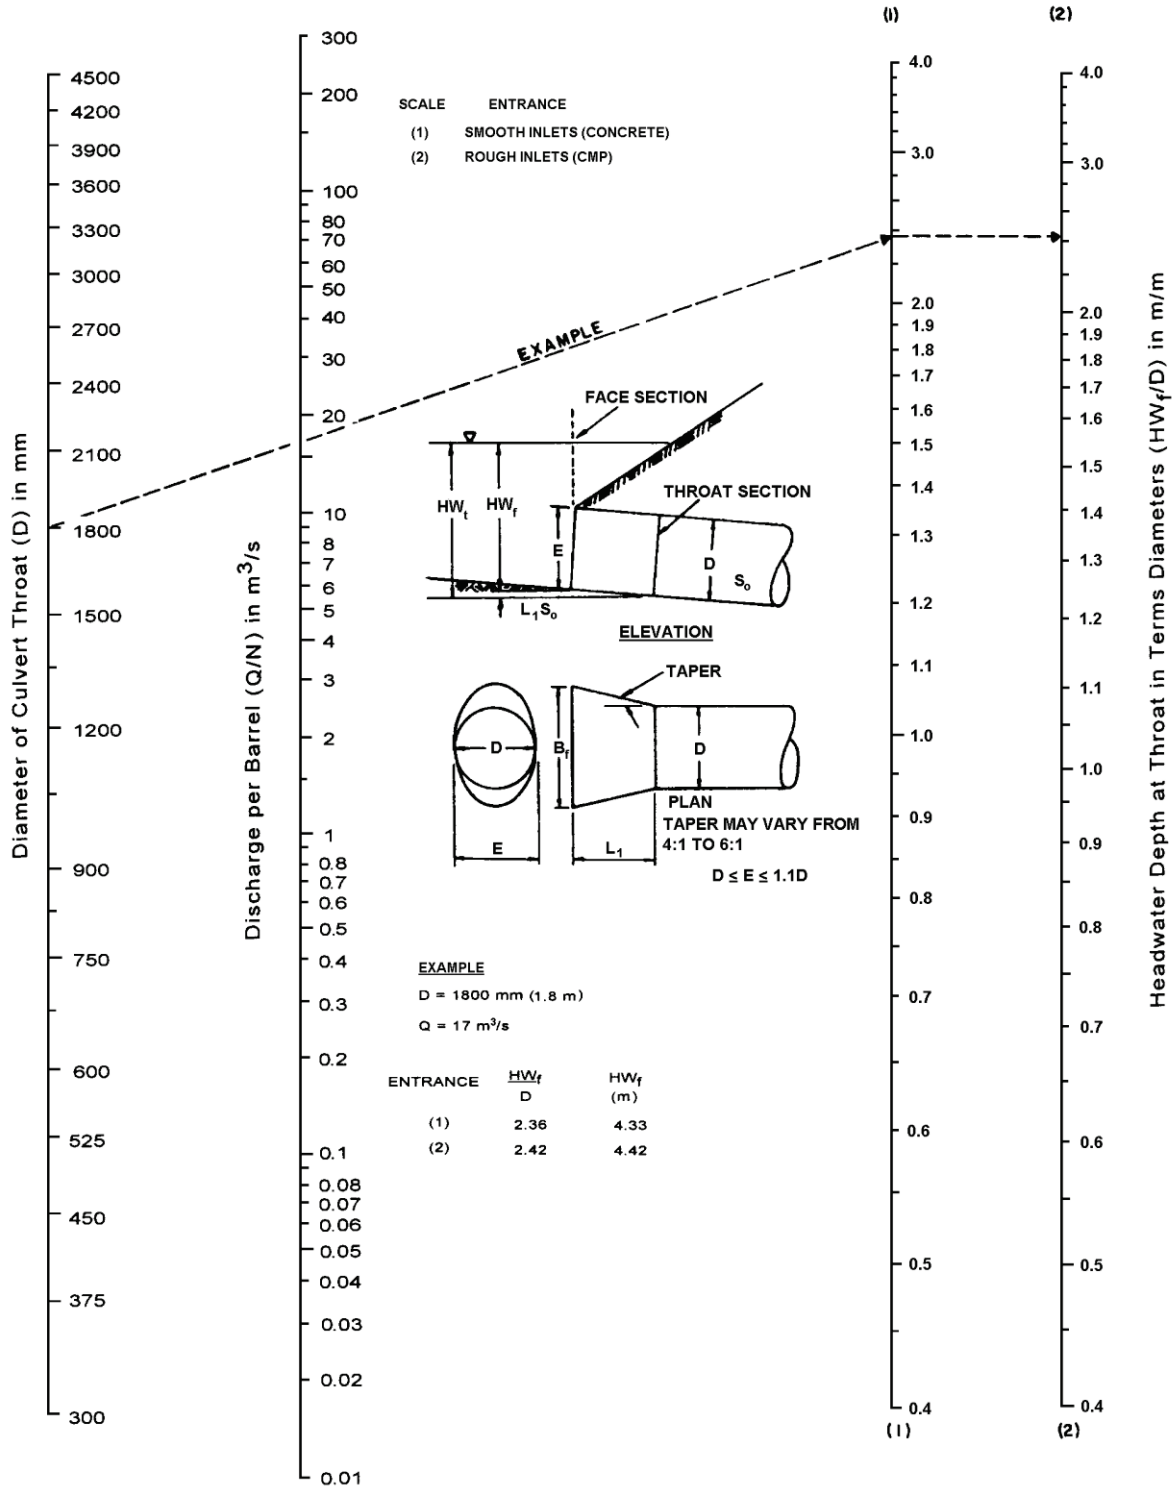 (1) (2)
Diameter of Culvert Throat (D) in mm
4500
4200
3900
3600
3300
3000
2700
2400
2100
1800
1500
1200
900
750
600
525
450
375
300
Discharge per Barrel (Q/N) in m³/s
300
200
100
80
70
60
50
40
30
20
10
8
7
6
5
4
3
2
1
0.8
0.7
0.6
0.5
0.4
0.3
0.2
0.1
0.08
0.07
0.06
0.05
0.04
0.03
0.02
0.01
SCALE ENTRANCE
(1) SMOOTH INLETS (CONCRETE)
(2) ROUGH INLETS (CMP)
EXAMPLE
FACE SECTION
THROAT SECTION
HWt
HWf
E
D
So
L1So
ELEVATION
TAPER
D
Bf
D
E
L1
PLAN
TAPER MAY VARY FROM
4:1 TO 6:1
D ≤ E ≤ 1.1D
EXAMPLE
D = 1800 mm (1.8 m)
Q = 17 m³/s
ENTRANCE HWf HWf
D (m)
(1) 2.36 4.33
(2) 2.42 4.42
4.0
3.0
2.0
1.9
1.8
1.7
1.6
1.5
1.4
1.3
1.2
1.1
1.0
0.9
0.8
0.7
0.6
0.5
0.4
(1)
4.0
3.0
2.0
1.9
1.8
1.7
1.6
1.5
1.4
1.3
1.2
1.1
1.0
0.9
0.8
0.7
0.6
0.5
0.4
(2)
Headwater Depth at Throat in Terms Diameters (HWf/D) in m/m